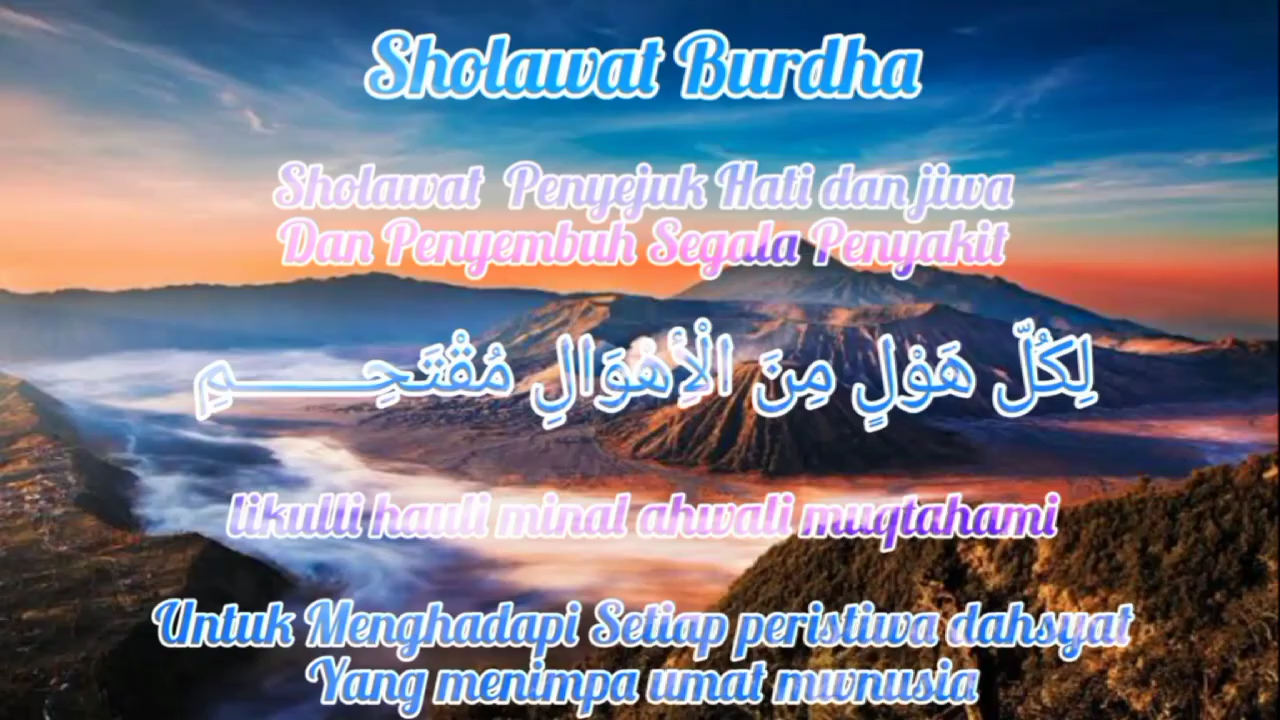 Sholawat Burdha
Sholawat Penyejuk Hati dan jiwa
Dan Penyembuh Segala Penyakit
لِكُلّ هَوْلٍ مِنَ الْأِهْوَالِ مُقْتَحِـــــــــمِ
likulli hauli minal ahwali muqtahami
Untuk Menghadapi Setiap peristiwa dahsyat
Yang menimpa umat mwnusia